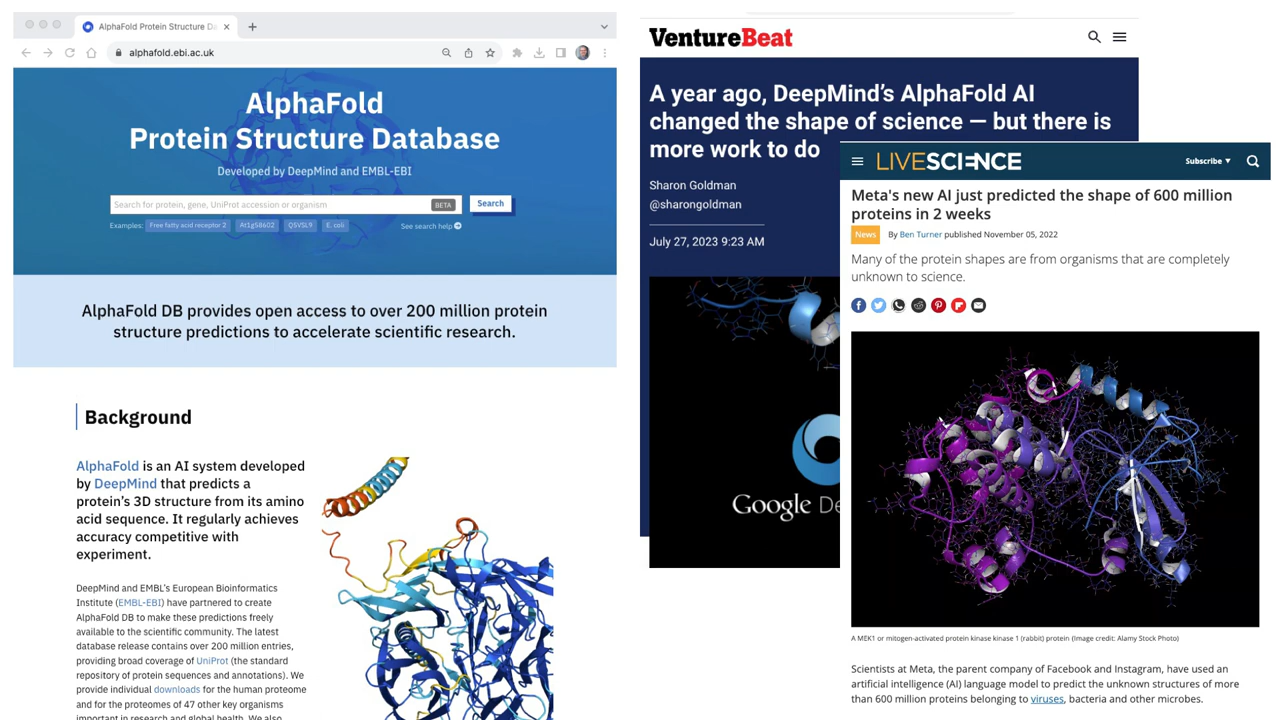 AlphaFold Protein Structure Da
alphafold.ebi.ac.uk
AlphaFold
Protein Structure Database
Developed by DeepMind and EMBL-EBI
Search for protein, gene, UniProt accession or organism
BETA
Search
Examples:
Free fatty acid receptor 2
At1g58602
Q5VSL9
E. coli
See search help
AlphaFold DB provides open access to over 200 million protein
structure predictions to accelerate scientific research.
Background
AlphaFold is an AI system developed
by DeepMind that predicts a
protein’s 3D structure from its amino
acid sequence. It regularly achieves
accuracy competitive with
experiment.
DeepMind and EMBL’s European Bioinformatics
Institute (EMBL-EBI) have partnered to create
AlphaFold DB to make these predictions freely
available to the scientific community. The latest
database release contains over 200 million entries,
providing broad coverage of UniProt (the standard
repository of protein sequences and annotations). We
provide individual downloads for the human proteome
and for the proteomes of 47 other key organisms
important in research and global health. We also
VentureBeat
A year ago, DeepMind’s AlphaFold AI
changed the shape of science — but there is
more work to do
Sharon Goldman
@sharongoldman
July 27, 2023 9:23 AM
Google De
LIVESCIENCE
Subscribe
Meta's new AI just predicted the shape of 600 million
proteins in 2 weeks
News
By Ben Turner published November 05, 2022
Many of the protein shapes are from organisms that are completely
unknown to science.
A MEK1 or mitogen-activated protein kinase kinase 1 (rabbit) protein (Image credit: Alamy Stock Photo)
Scientists at Meta, the parent company of Facebook and Instagram, have used an
artificial intelligence (AI) language model to predict the unknown structures of more
than 600 million proteins belonging to viruses, bacteria and other microbes.